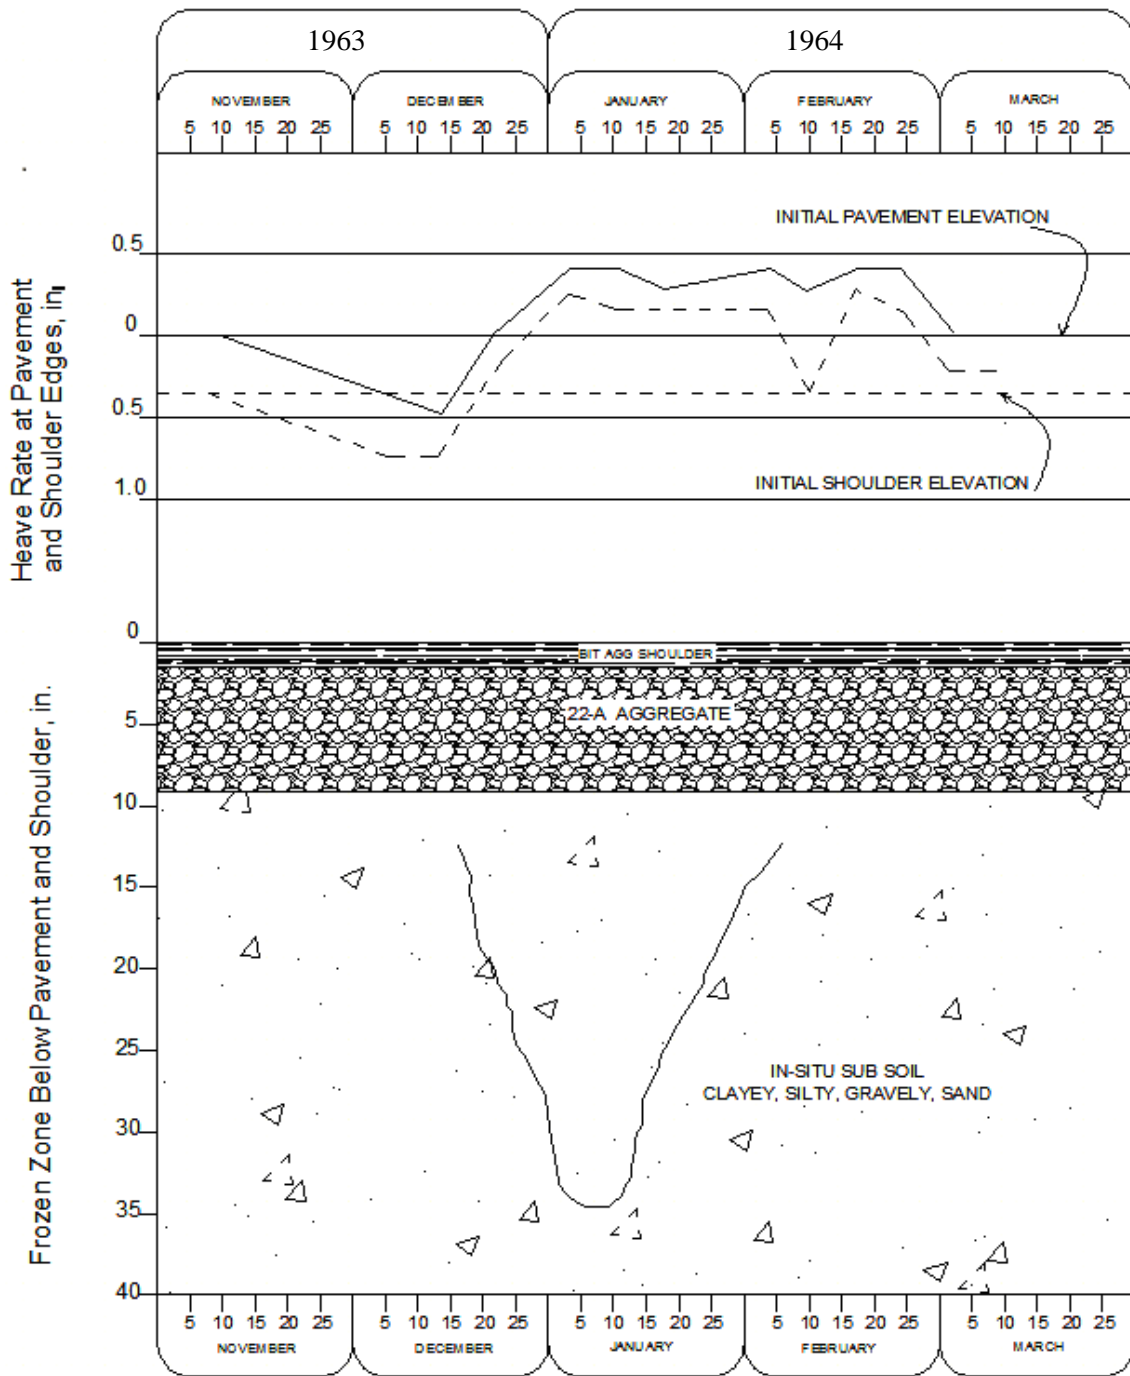 1963 1964
NOVEMBER DECEMBER JANUARY FEBRUARY MARCH
5 10 15 20 25 5 10 15 20 25 5 10 15 20 25 5 10 15 20 25 5 10 15 20 25
Heave Rate at Pavement
and Shoulder Edges, in.
INITIAL PAVEMENT ELEVATION
0.5
0
0.5
INITIAL SHOULDER ELEVATION
1.0
Frozen Zone Below Pavement and Shoulder, in.
0
BIT AGG SHOULDER
22-A AGGREGATE
5
10
15
20
25
IN-SITU SUB SOIL
CLAYEY, SILTY, GRAVELY, SAND
30
35
40
5 10 15 20 25 5 10 15 20 25 5 10 15 20 25 5 10 15 20 25 5 10 15 20 25
NOVEMBER DECEMBER JANUARY FEBRUARY MARCH